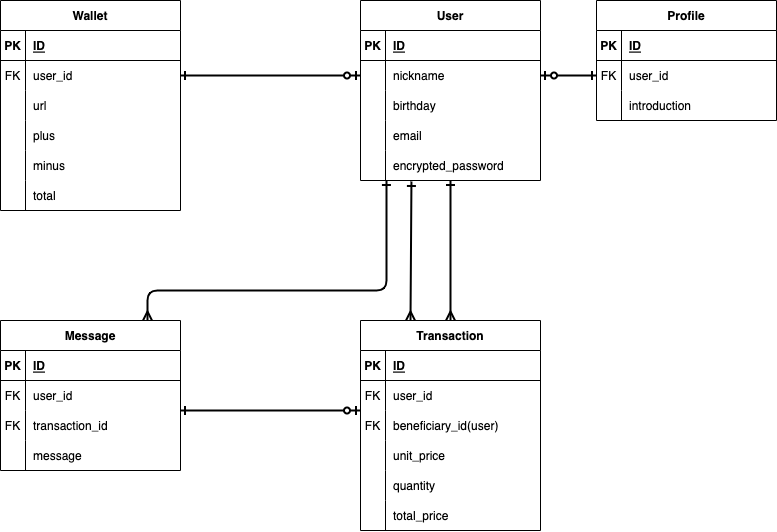 Wallet
PK ID
FK user_id
url
plus
minus
total
User
PK ID
nickname
birthday
email
encrypted_password
Profile
PK ID
FK user_id
introduction
Message
PK ID
FK user_id
FK transaction_id
message
Transaction
PK ID
FK user_id
FK beneficiary_id(user)
unit_price
quantity
total_price